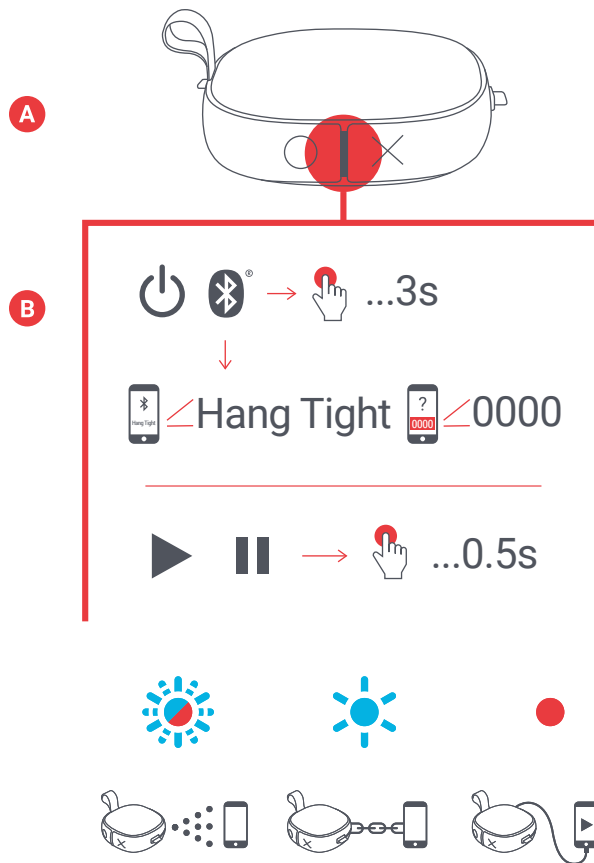 A
B
® ...3s
Hang Tight
Hang Tight
?
0000
0000
...0.5s